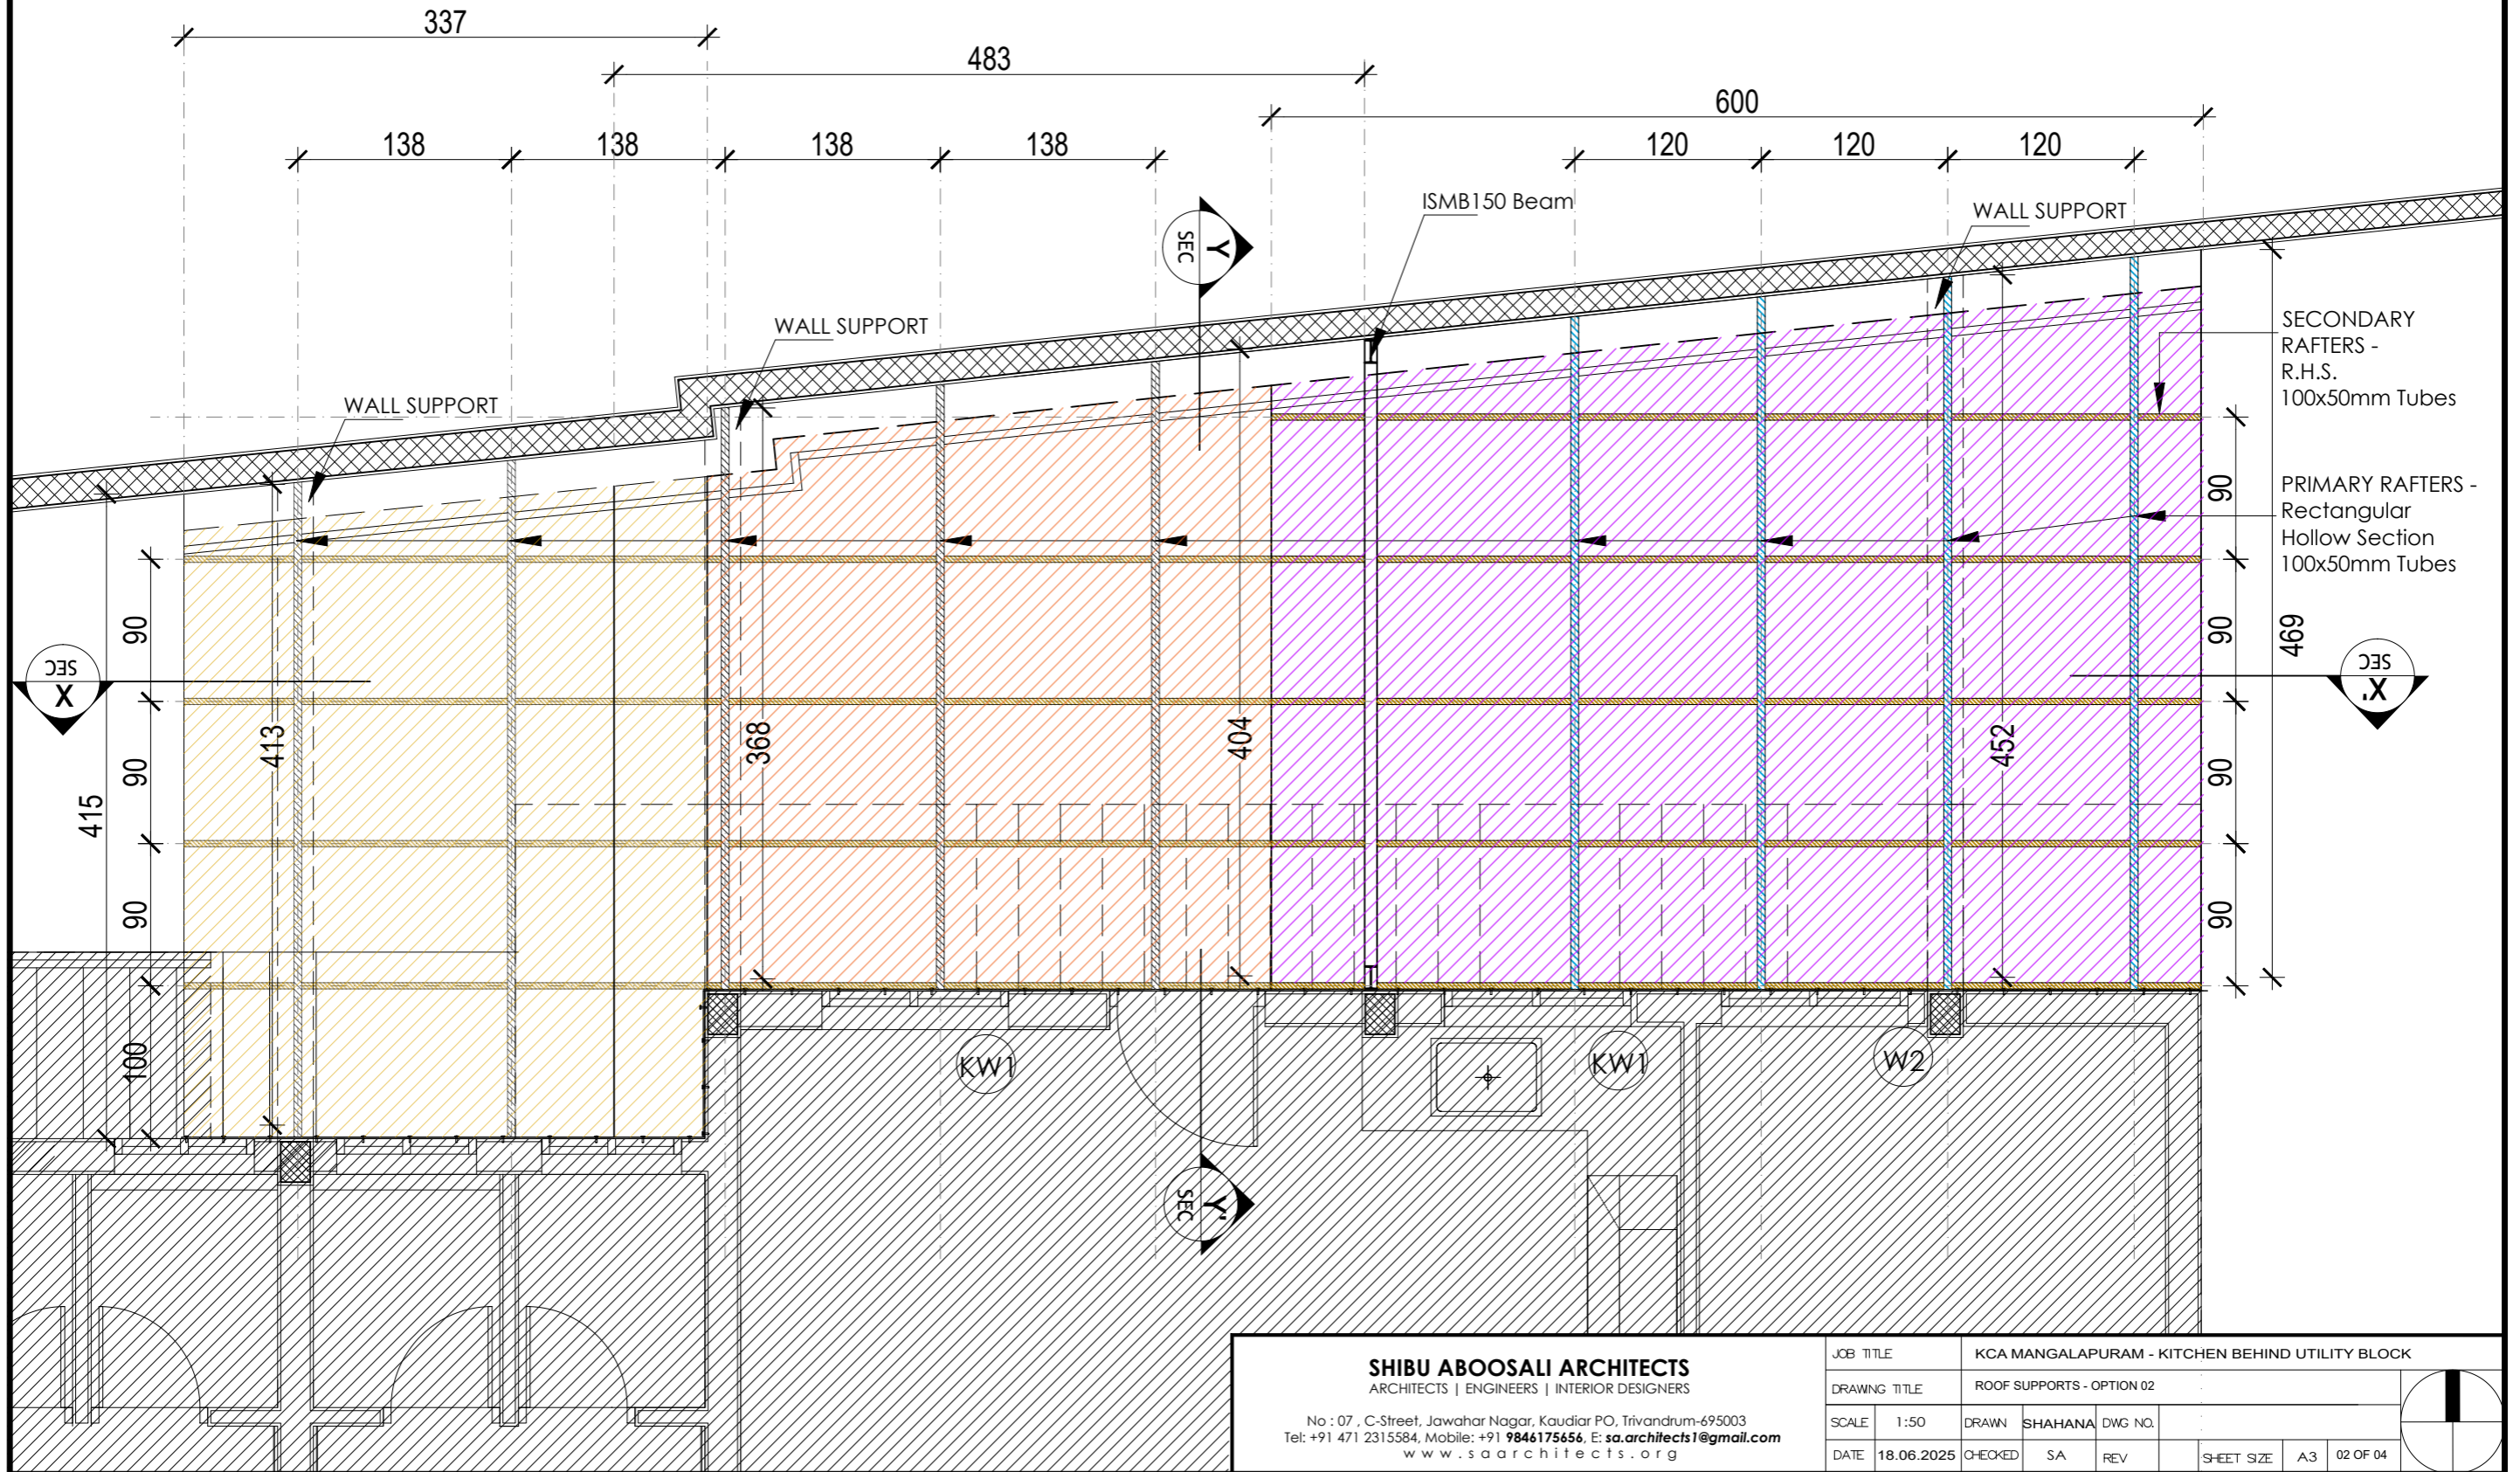 337
483
600
138
138
138
138
120
120
120
ISMB150 Beam
WALL SUPPORT
Y
SEC
WALL SUPPORT
WALL SUPPORT
SECONDARY
RAFTERS -
R.H.S.
100x50mm Tubes
PRIMARY RAFTERS -
Rectangular
Hollow Section
100x50mm Tubes
90
90
90
90
90
90
90
100
415
413
368
404
452
469
SEC
X
SEC
X'
KW1
KW1
W2
SEC
Y'
SHIBU ABOOSALI ARCHITECTS
ARCHITECTS | ENGINEERS | INTERIOR DESIGNERS
No : 07 , C-Street, Jawahar Nagar, Kaudiar PO, Trivandrum-695003
Tel: +91 471 2315584, Mobile: +91 9846175656, E: sa.architects1@gmail.com
www.saarchitects.org
JOB TITLE KCA MANGALAPURAM - KITCHEN BEHIND UTILITY BLOCK
DRAWING TITLE ROOF SUPPORTS - OPTION 02
SCALE 1:50 DRAWN SHAHANA DWG NO.
DATE 18.06.2025 CHECKED SA REV SHEET SIZE A3 02 OF 04